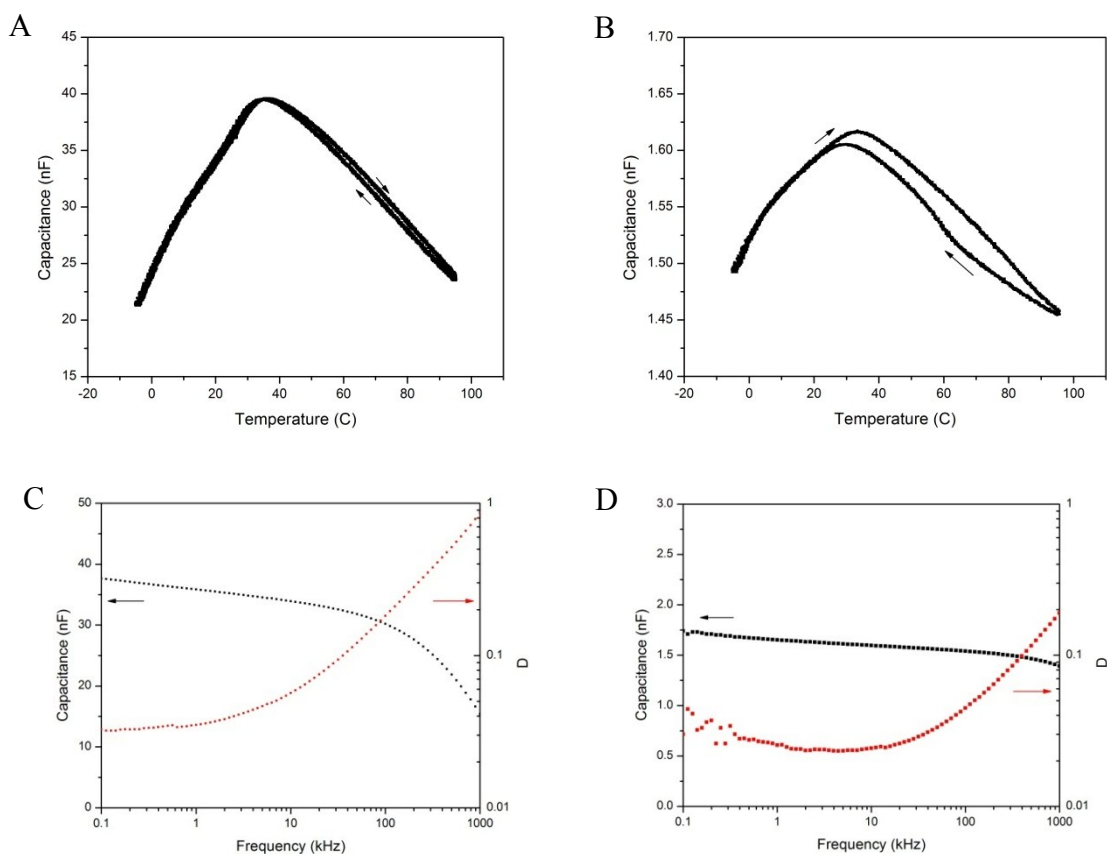 A
45
40
35
30
25
20
15
Capacitance (nF)
-20 0 20 40 60 80 100
Temperature (C)
B
1.70
1.65
1.60
1.55
1.50
1.45
1.40
Capacitance (nF)
-20 0 20 40 60 80 100
Temperature (C)
C
50
40
30
20
10
0
Capacitance (nF)
1
0.1
0.01
D
0.1 1 10 100 1000
Frequency (kHz)
D
3.0
2.5
2.0
1.5
1.0
0.5
0.0
Capacitance (nF)
1
0.1
0.01
D
0.1 1 10 100 1000
Frequency (kHz)